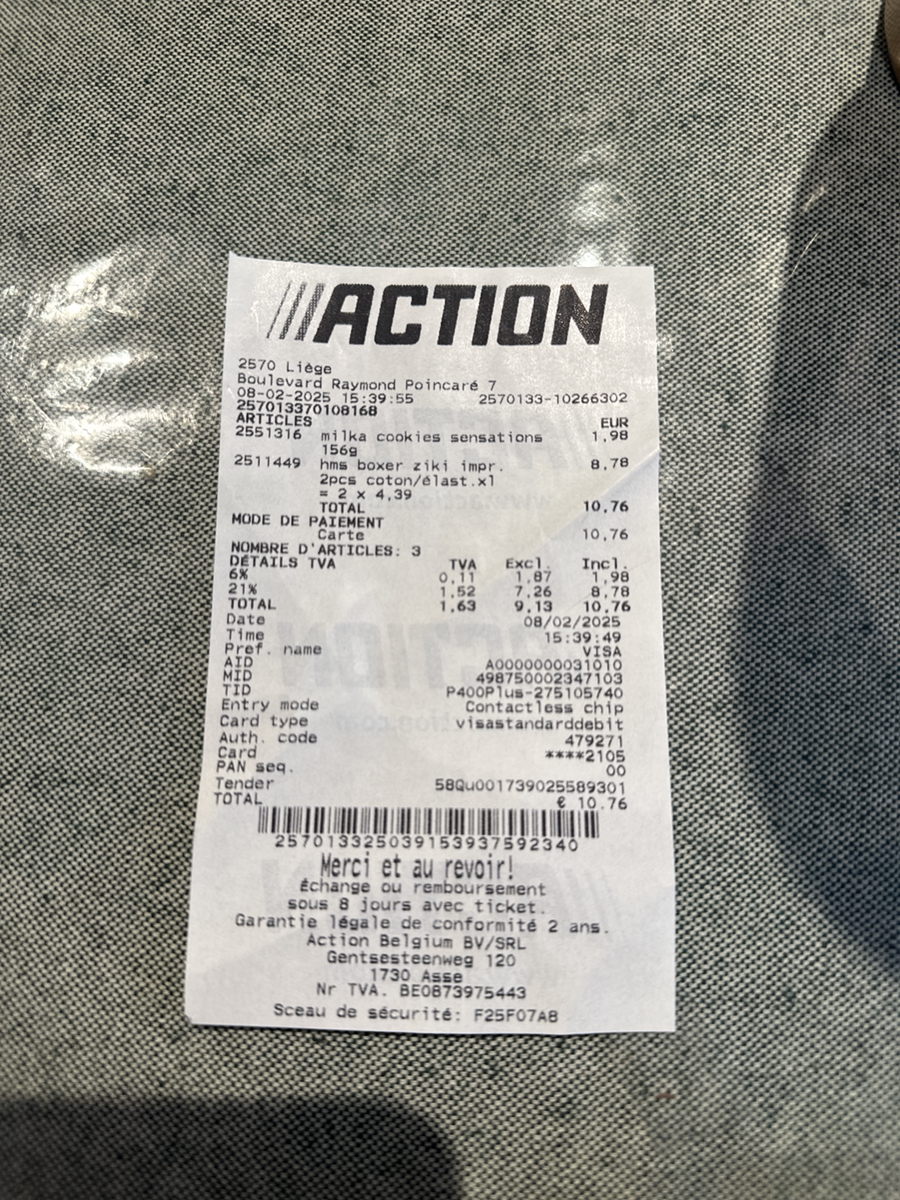 ///ACTION
2570 Liège
Boulevard Raymond Poincaré 7
08-02-2025 15:39:55 2570133-10266302
257013370108168
ARTICLES EUR
2551316 milka cookies sensations 1,98
156g
2511449 hms boxer ziki impr. 8,78
2pcs coton/élast.xl
= 2 x 4,39
TOTAL 10,76
MODE DE PAIEMENT
Carte 10,76
NOMBRE D'ARTICLES: 3
DÉTAILS TVA TVA Excl. Incl.
6% 0,11 1,87 1,98
21% 1,52 7,26 8,78
TOTAL 1,63 9,13 10,76
Date 08/02/2025
Time 15:39:49
Pref. name VISA
AID A0000000031010
MID 498750002347103
TID P400Plus-275105740
Entry mode Contactless chip
Card type visastandarddebit
Auth. code 479271
Card ****2105
PAN seq. 00
Tender 58Qu001739025589301
TOTAL € 10.76
257013325039153937592340
Merci et au revoir!
Échange ou remboursement
sous 8 jours avec ticket.
Garantie légale de conformité 2 ans.
Action Belgium BV/SRL
Gentsesteenweg 120
1730 Asse
Nr TVA. BE0873975443
Sceau de sécurité: F25F07A8